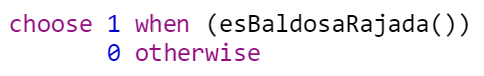 choose 1 when (esBaldosaRajada())
0 otherwise